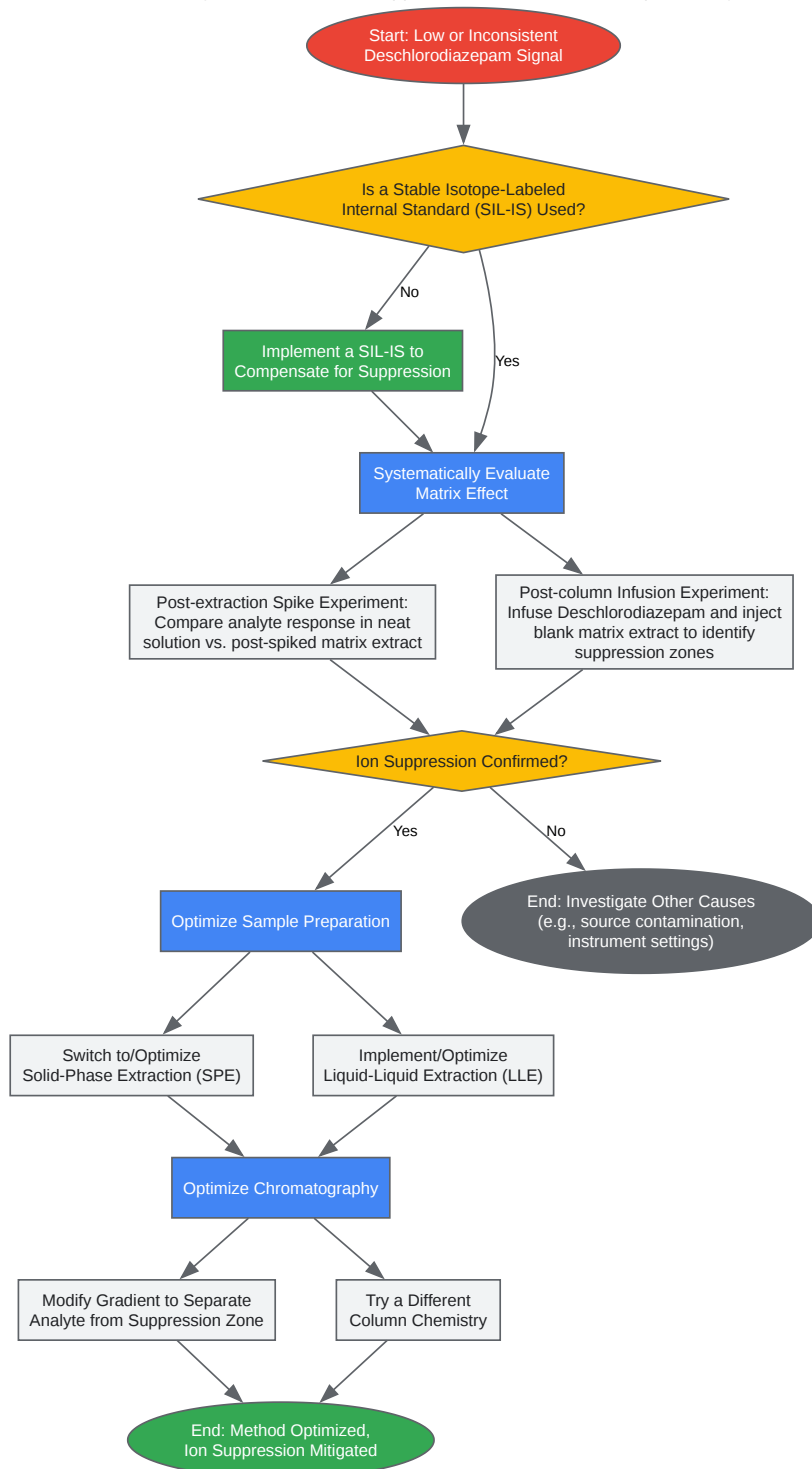 Start: Low or Inconsistent
Deschlorodiazepam Signal
Is a Stable Isotope-Labeled
Internal Standard (SIL-IS) Used?
No
Implement a SIL-IS to
Compensate for Suppression
Yes
Systematically Evaluate
Matrix Effect
Post-extraction Spike Experiment:
Compare analyte response in neat
solution vs. post-spiked matrix extract
Post-column Infusion Experiment:
Infuse Deschlorodiazepam and inject
blank matrix extract to identify
suppression zones
Ion Suppression Confirmed?
Yes
No
Optimize Sample Preparation
End: Investigate Other Causes
(e.g., source contamination,
instrument settings)
Switch to/Optimize
Solid-Phase Extraction (SPE)
Implement/Optimize
Liquid-Liquid Extraction (LLE)
Optimize Chromatography
Modify Gradient to Separate
Analyte from Suppression Zone
Try a Different
Column Chemistry
End: Method Optimized,
Ion Suppression Mitigated